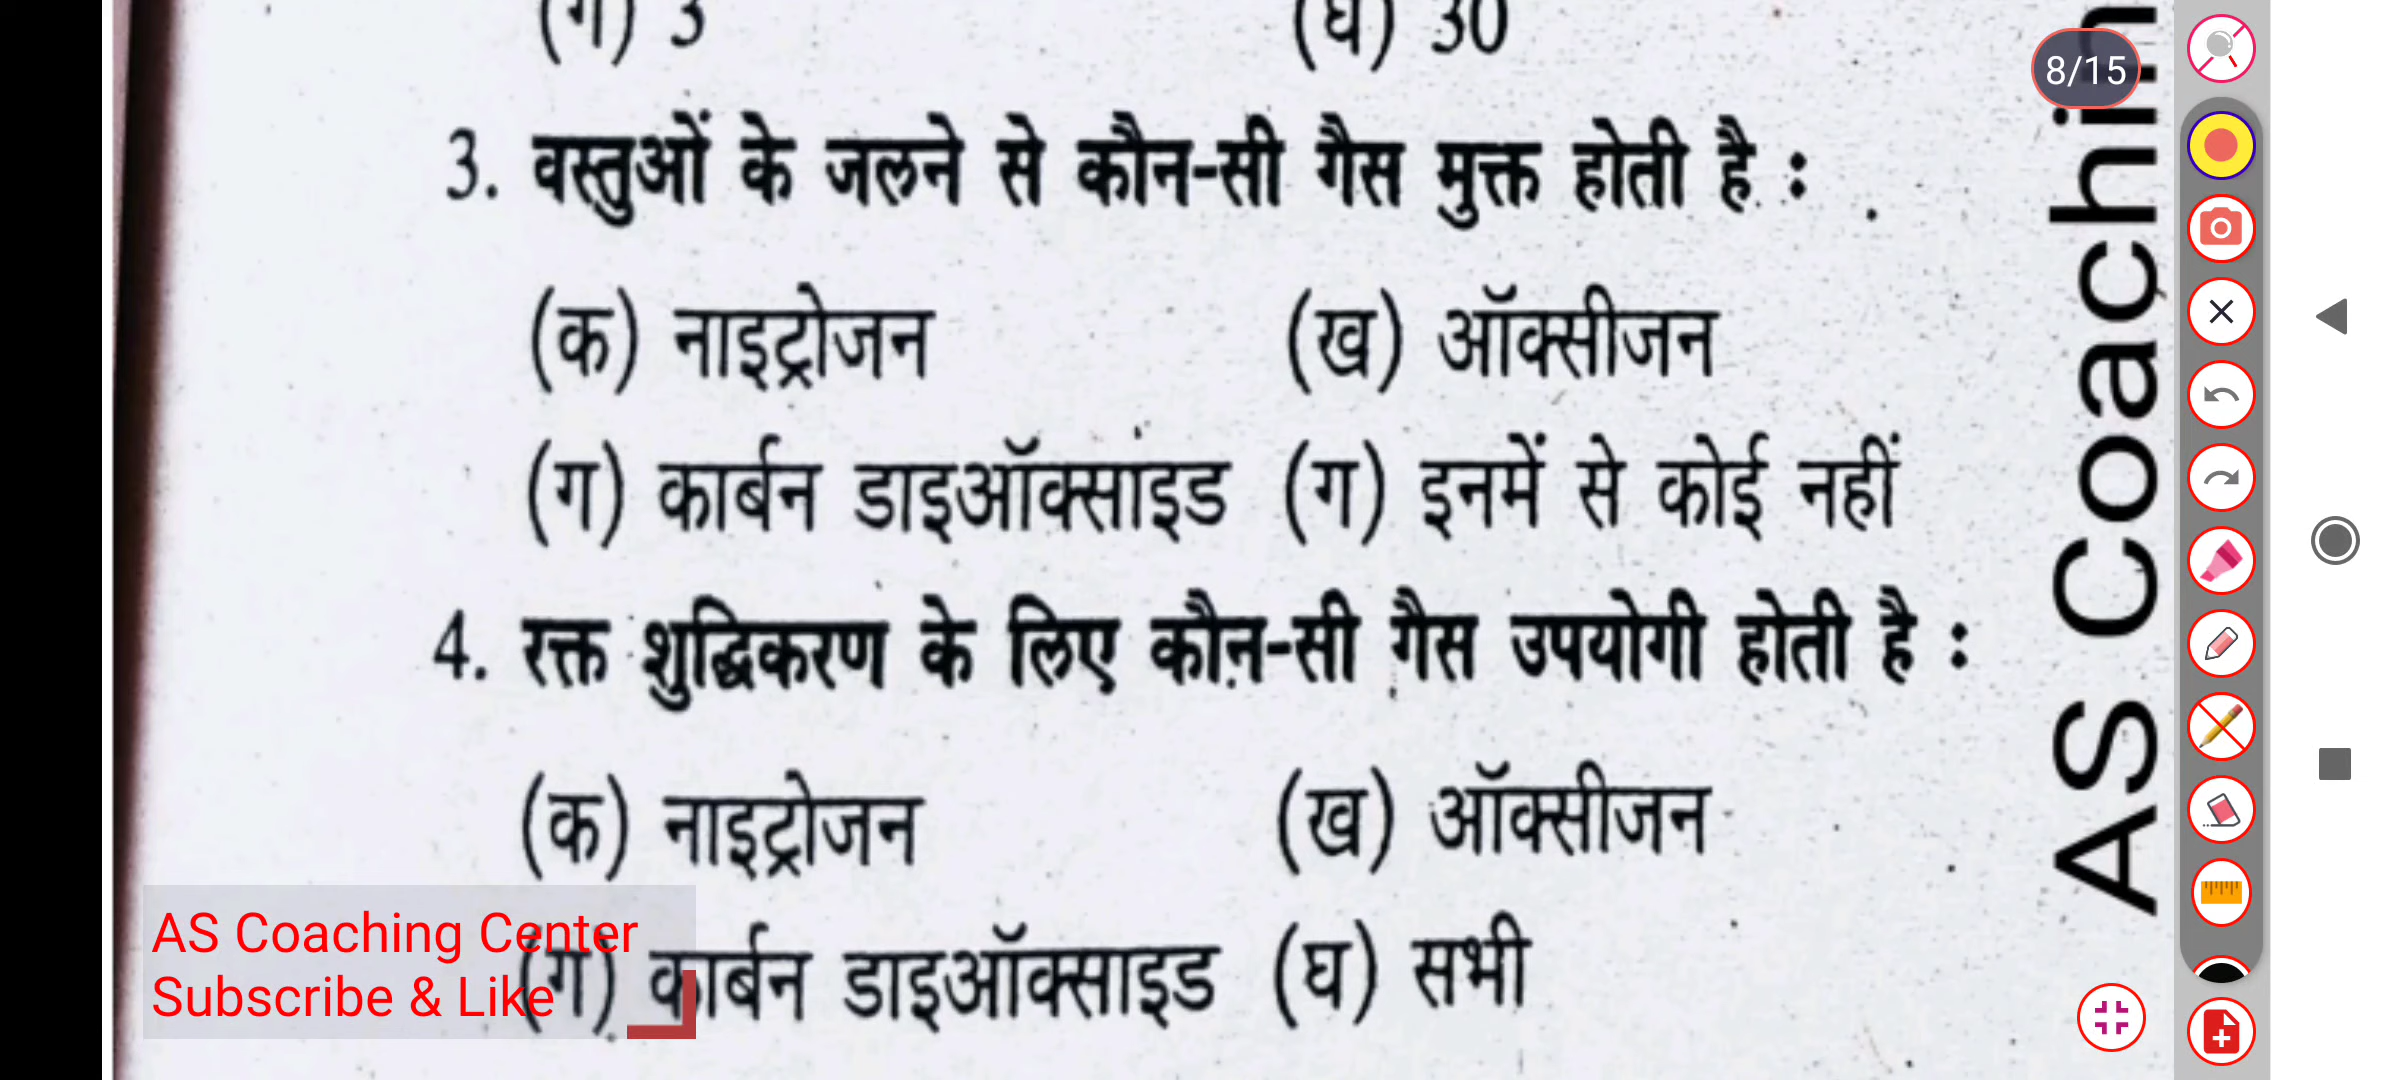 (ग) 3 (घ) 30
8/15
3. वस्तुओं के जलने से कौन-सी गैस मुक्त होती है :
(क) नाइट्रोजन (ख) ऑक्सीजन
(ग) कार्बन डाइऑक्साइड (ग) इनमें से कोई नहीं
4. रक्त शुद्धिकरण के लिए कौन-सी गैस उपयोगी होती है :
(क) नाइट्रोजन (ख) ऑक्सीजन
(ग) कार्बन डाइऑक्साइड (घ) सभी
AS Coaching Center
Subscribe & Like
AS Coachin